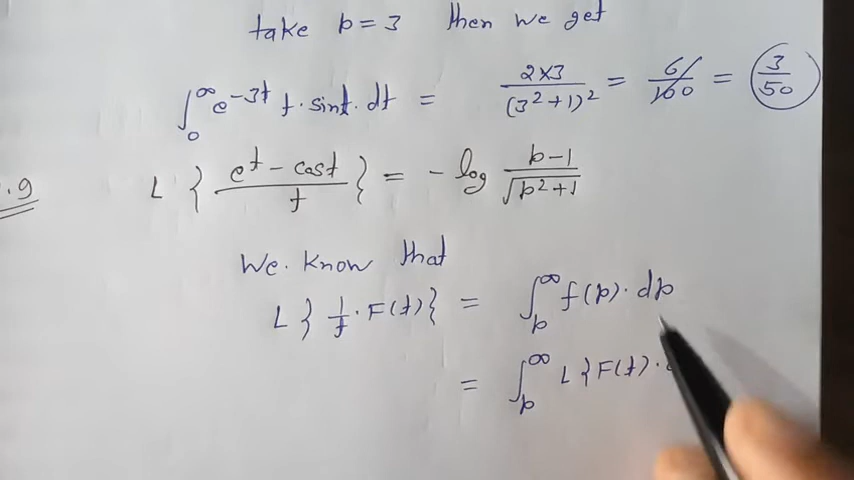 take p = 3 then we get
∫₀^∞ e^-3t t. sint. dt = 2×3/(3²+1)² = 6/100 = 3/50
.9 L { e^t - cost / t } = - log p-1/√p²+1
We. know that
L } 1/t . F(t) } = ∫_p^∞ f(p). dp
= ∫_p^∞ L { F(t).